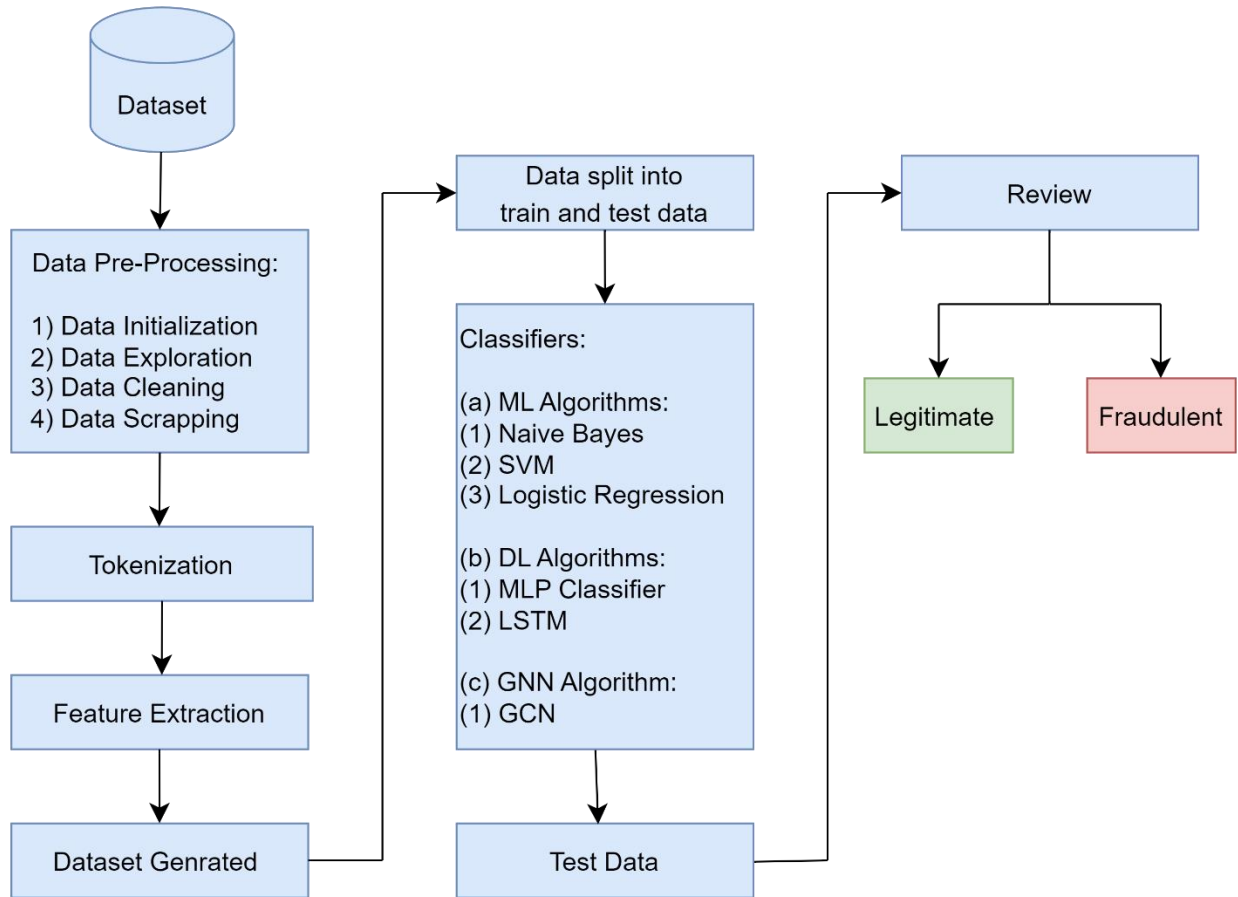 Dataset
Data Pre-Processing:
1) Data Initialization
2) Data Exploration
3) Data Cleaning
4) Data Scrapping
Tokenization
Feature Extraction
Dataset Genrated
Data split into
train and test data
Classifiers:
(a) ML Algorithms:
(1) Naive Bayes
(2) SVM
(3) Logistic Regression
(b) DL Algorithms:
(1) MLP Classifier
(2) LSTM
(c) GNN Algorithm:
(1) GCN
Test Data
Review
Legitimate
Fraudulent